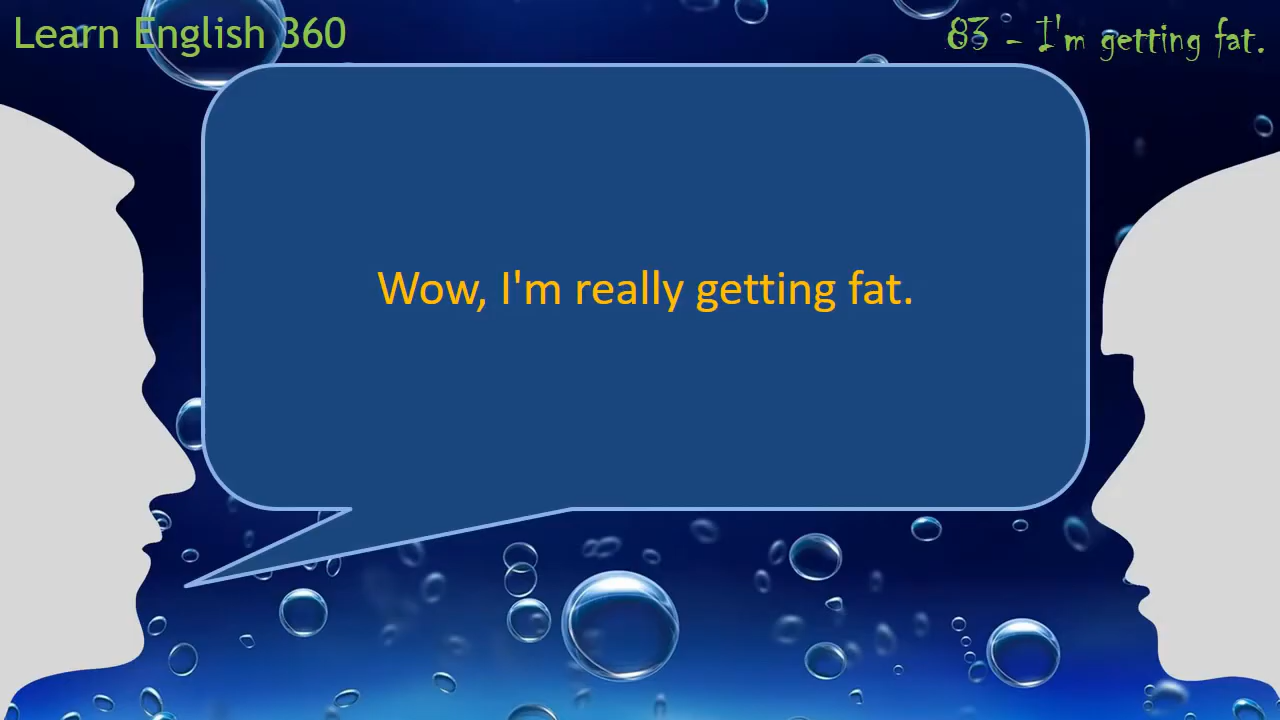 Learn English 360
83 - I'm getting fat.
Wow, I'm really getting fat.